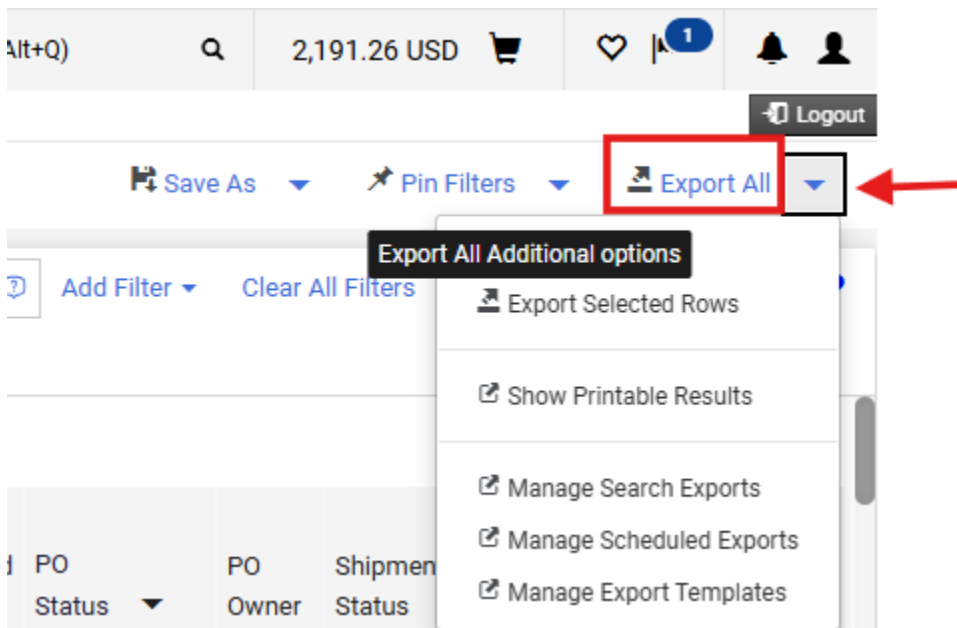 Alt+Q)
2,191.26 USD
1
Logout
Save As
Pin Filters
Export All
Export All Additional options
Add Filter
Clear All Filters
Export Selected Rows
Show Printable Results
Manage Search Exports
Manage Scheduled Exports
Manage Export Templates
PO
Status
PO
Owner
Shipmen
Status